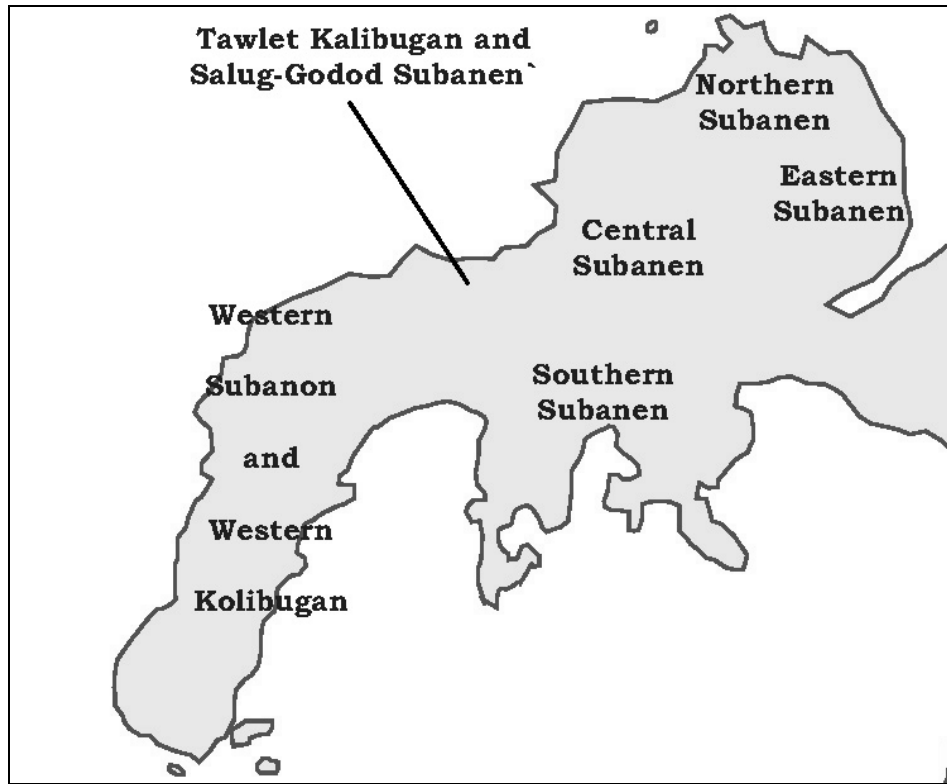 Tawlet Kalibugan and
Salug-Godod Subanen`
Northern
Subanen
Eastern
Subanen
Central
Subanen
Western
Subanon
and
Western
Kolibugan
Southern
Subanen